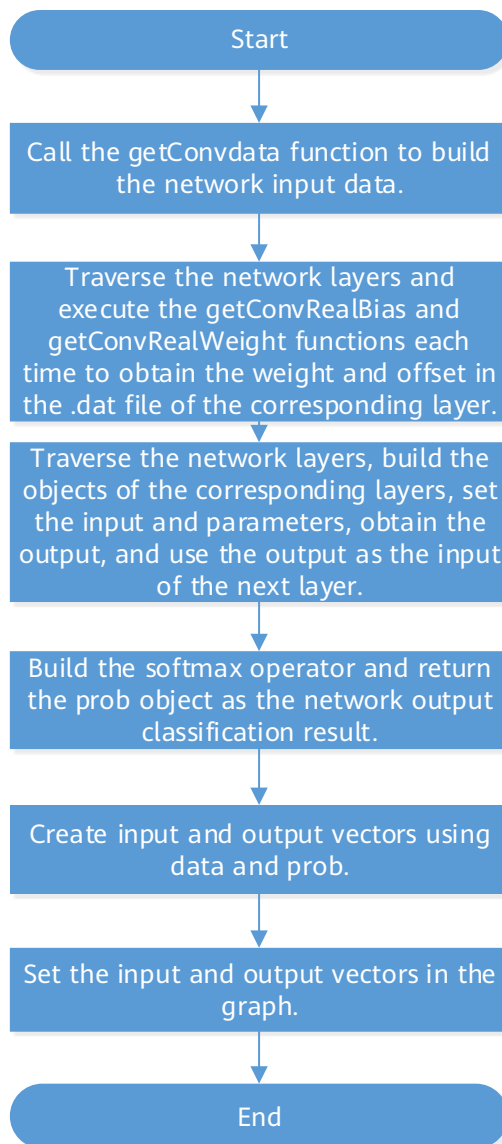 Start
Call the getConvdata function to build
the network input data.
Traverse the network layers and
execute the getConvRealBias and
getConvRealWeight functions each
time to obtain the weight and offset in
the .dat file of the corresponding layer.
Traverse the network layers, build the
objects of the corresponding layers, set
the input and parameters, obtain the
output, and use the output as the input
of the next layer.
Build the softmax operator and return
the prob object as the network output
classification result.
Create input and output vectors using
data and prob.
Set the input and output vectors in the
graph.
End